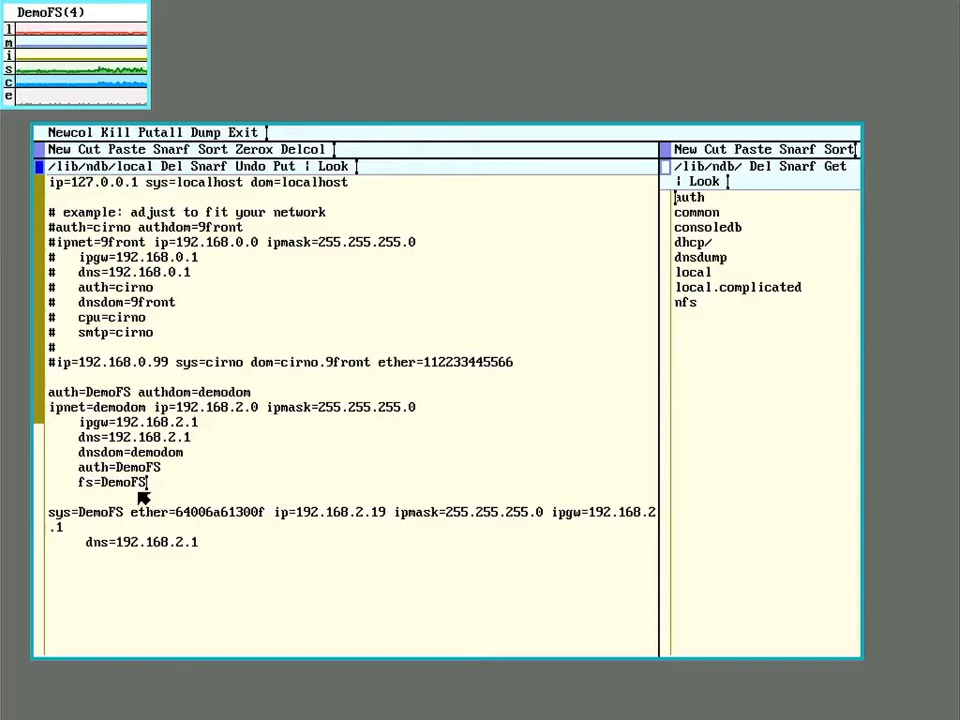 DemoFS(4)
l
m
i
s
c
e
Newcol Kill Putall Dump Exit
New Cut Paste Snarf Sort Zerox Delcol
/lib/ndb/local Del Snarf Undo Put | Look
ip=127.0.0.1 sys=localhost dom=localhost
# example: adjust to fit your network
#auth=cirno authdom=9front
#ipnet=9front ip=192.168.0.0 ipmask=255.255.255.0
#   ipgw=192.168.0.1
#   dns=192.168.0.1
#   auth=cirno
#   dnsdom=9front
#   cpu=cirno
#   smtp=cirno
#
#ip=192.168.0.99 sys=cirno dom=cirno.9front ether=112233445566
auth=DemoFS authdom=demodom
ipnet=demodom ip=192.168.2.0 ipmask=255.255.255.0
    ipgw=192.168.2.1
    dns=192.168.2.1
    dnsdom=demodom
    auth=DemoFS
    fs=DemoFS
sys=DemoFS ether=64006a61300f ip=192.168.2.19 ipmask=255.255.255.0 ipgw=192.168.2
.1
     dns=192.168.2.1
New Cut Paste Snarf Sort
/lib/ndb/ Del Snarf Get
| Look
auth
common
consoledb
dhcp/
dnsdump
local
local.complicated
nfs